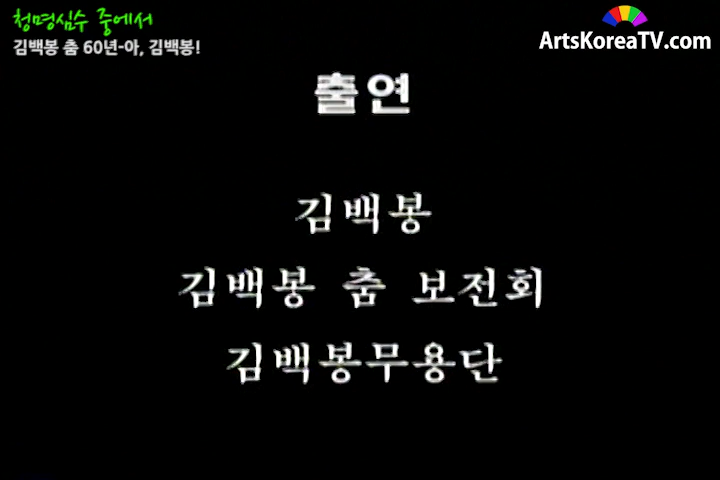 청명심수 중에서
김백봉 춤 60년-아, 김백봉!
ArtsKoreaTV.com
출연
김백봉
김백봉 춤 보전회
김백봉무용단